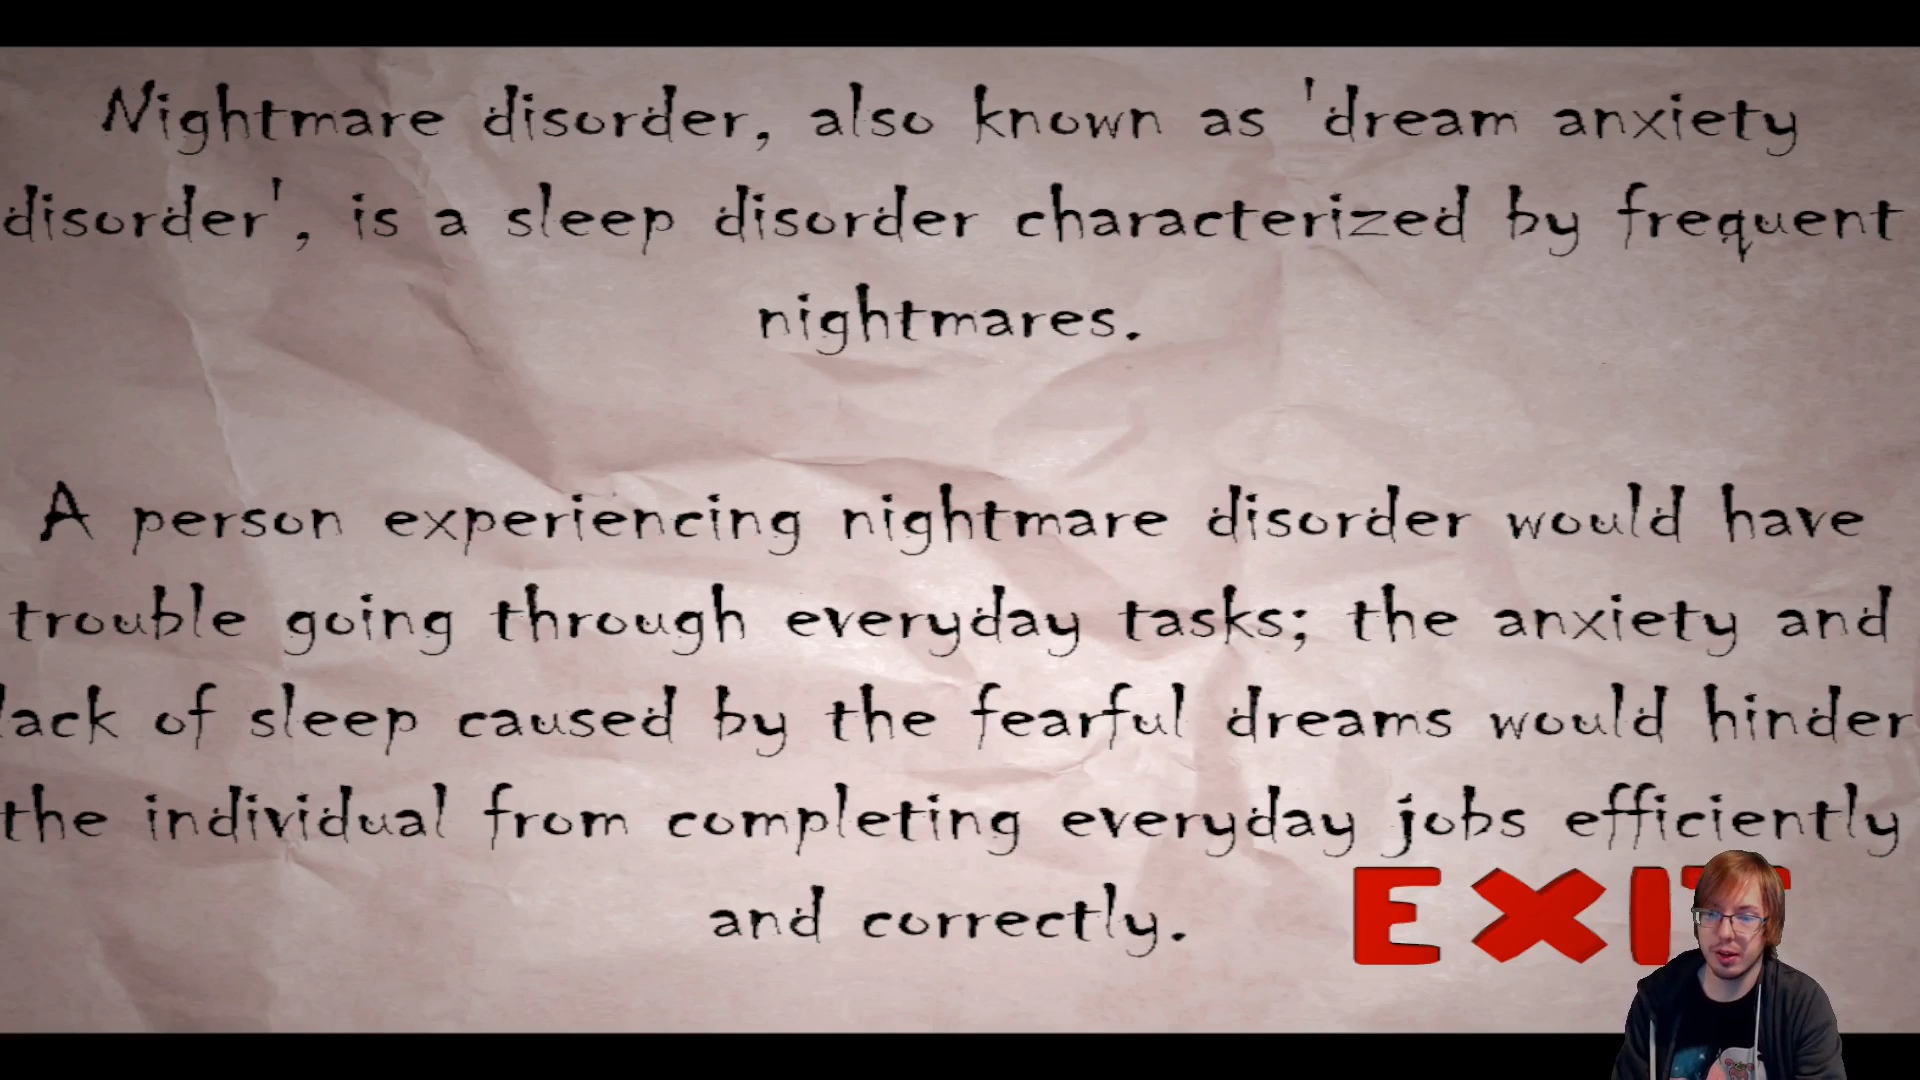 Nightmare disorder, also known as 'dream anxiety
disorder', is a sleep disorder characterized by frequent
nightmares.
A person experiencing nightmare disorder would have
trouble going through everyday tasks; the anxiety and
lack of sleep caused by the fearful dreams would hinder
the individual from completing everyday jobs efficiently
and correctly.
EXIT